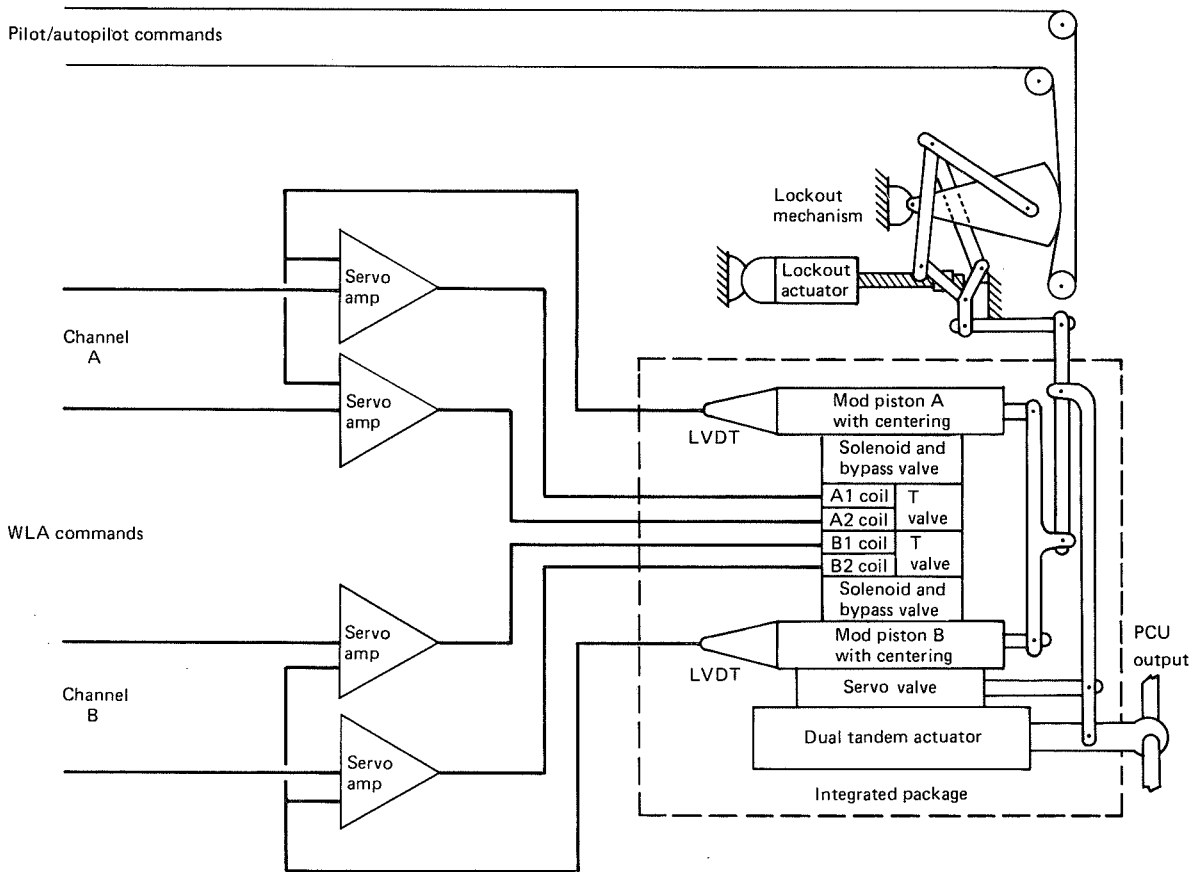 Pilot/autopilot commands
Lockout
mechanism
Lockout
actuator
Servo
amp
Channel
A
Servo
amp
LVDT
Mod piston A
with centering
Solenoid and
bypass valve
A1 coil
A2 coil
T
valve
B1 coil
B2 coil
T
valve
Solenoid and
bypass valve
WLA commands
Servo
amp
Channel
B
Servo
amp
LVDT
Mod piston B
with centering
Servo valve
Dual tandem actuator
PCU
output
Integrated package